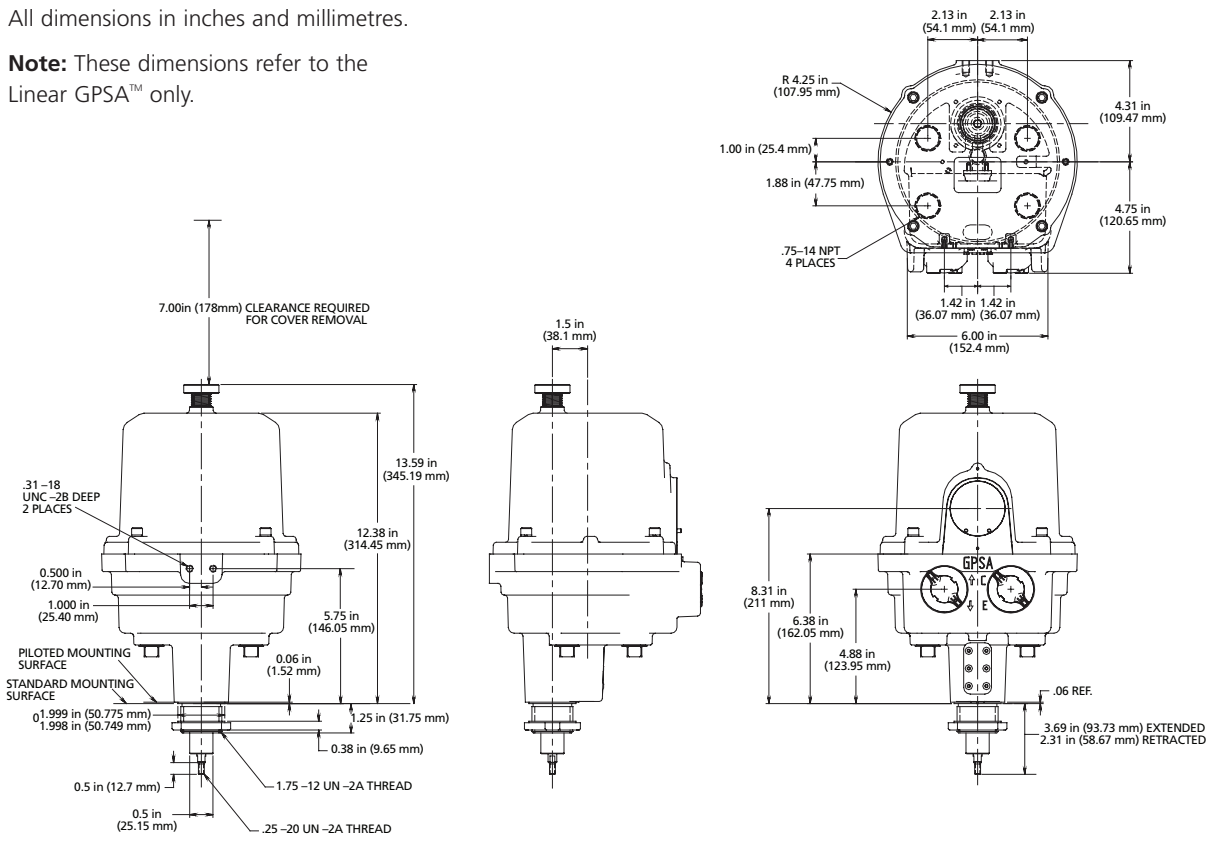 All dimensions in inches and millimetres.
Note: These dimensions refer to the
Linear GPSA™ only.
2.13 in
(54.1 mm)
2.13 in
(54.1 mm)
R 4.25 in
(107.95 mm)
4.31 in
(109.47 mm)
1.00 in (25.4 mm)
1.88 in (47.75 mm)
4.75 in
(120.65 mm)
.75–14 NPT
4 PLACES
1.42 in
(36.07 mm)
1.42 in
(36.07 mm)
6.00 in
(152.4 mm)
7.00in (178mm) CLEARANCE REQUIRED
FOR COVER REMOVAL
.31 –18
UNC –2B DEEP
2 PLACES
13.59 in
(345.19 mm)
12.38 in
(314.45 mm)
0.500 in
(12.70 mm)
1.000 in
(25.40 mm)
5.75 in
(146.05 mm)
0.06 in
(1.52 mm)
PILOTED MOUNTING
SURFACE
STANDARD MOUNTING
SURFACE
0 1.999 in (50.775 mm)
1.998 in (50.749 mm)
1.25 in (31.75 mm)
0.38 in (9.65 mm)
0.5 in (12.7 mm)
1.75 –12 UN –2A THREAD
0.5 in
(25.15 mm)
.25 –20 UN –2A THREAD
1.5 in
(38.1 mm)
GPSA
C
E
8.31 in
(211 mm)
6.38 in
(162.05 mm)
4.88 in
(123.95 mm)
.06 REF.
3.69 in (93.73 mm) EXTENDED
2.31 in (58.67 mm) RETRACTED